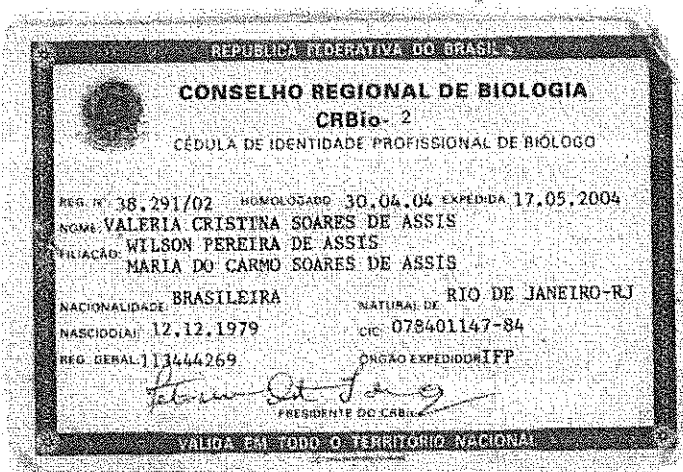 REPÚBLICA FEDERATIVA DO BRASIL
CONSELHO REGIONAL DE BIOLOGIA
CRBio- 2
CÉDULA DE IDENTIDADE PROFISSIONAL DE BIÓLOGO
REG. Nº 38.291/02 HOMOLOGADO 30.04.04 EXPEDIDA 17.05.2004
NOME: VALERIA CRISTINA SOARES DE ASSIS
FILIAÇÃO: WILSON PEREIRA DE ASSIS
MARIA DO CARMO SOARES DE ASSIS
NACIONALIDADE: BRASILEIRA NATURAL DE RIO DE JANEIRO-RJ
NASCIDO(A): 12.12.1979 CIC: 078401147-84
REG. GERAL 113444269 ÓRGÃO EXPEDIDOR IFP
PRESIDENTE DO CRBio-
VÁLIDA EM TODO O TERRITÓRIO NACIONAL